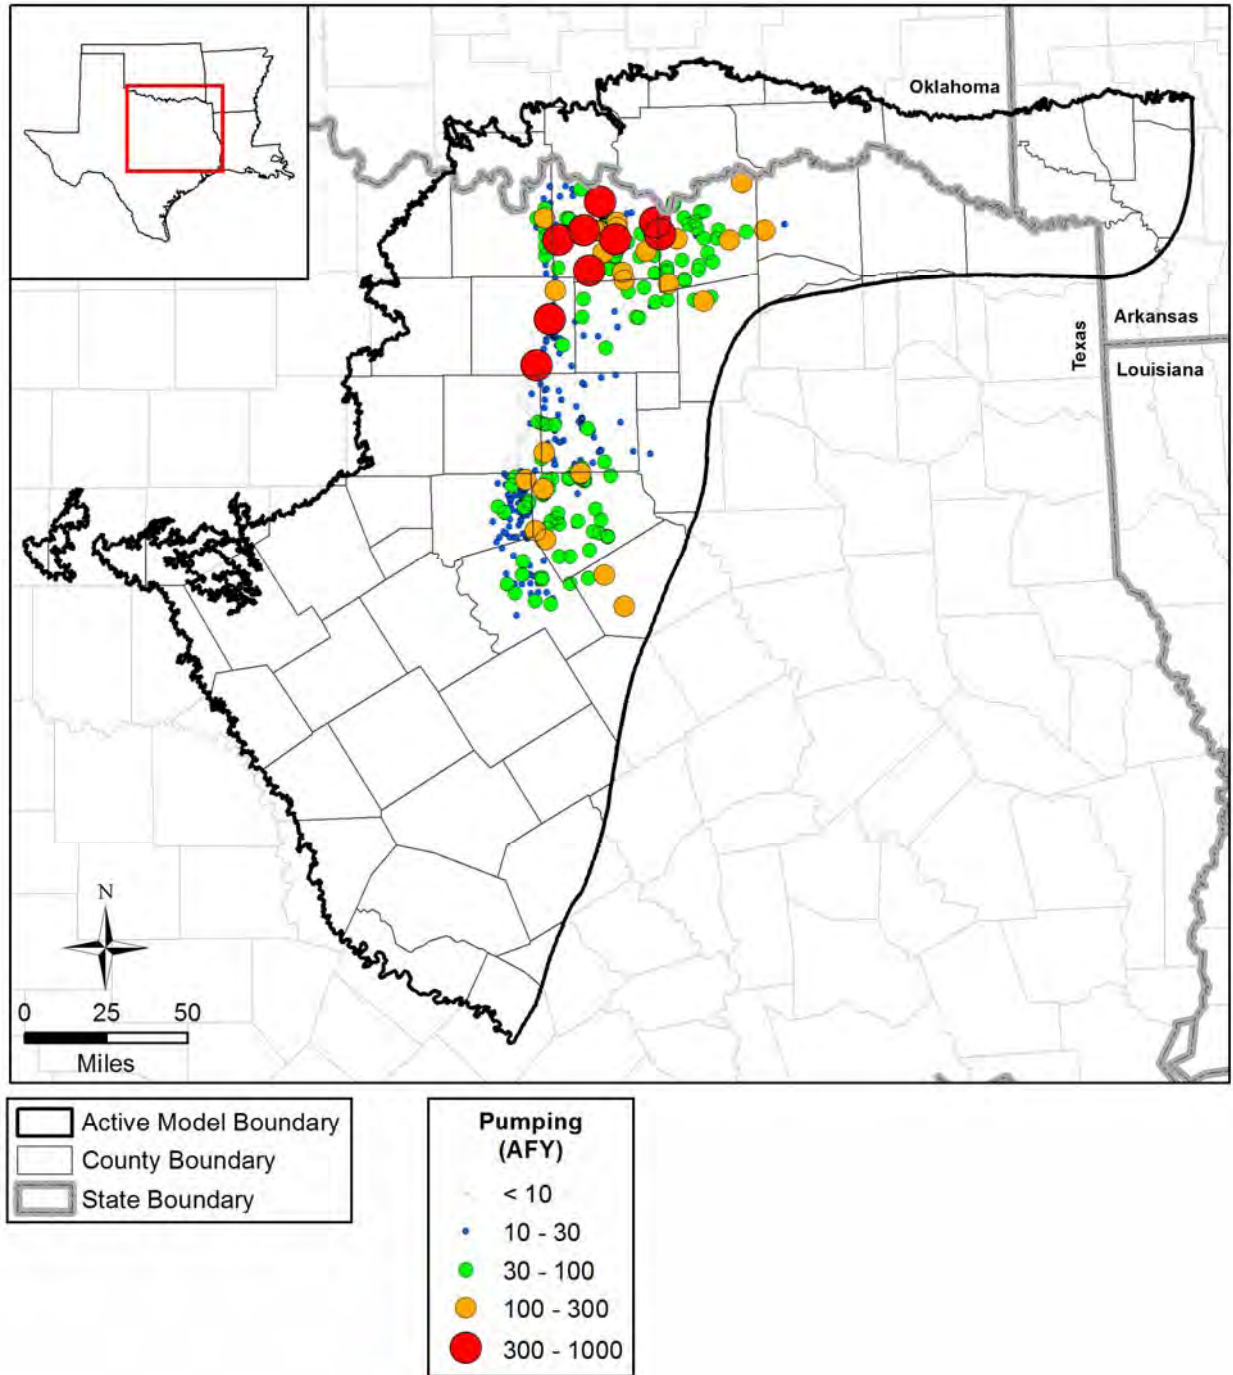 Oklahoma
Arkansas
Texas
Louisiana
N
0 25 50
Miles
Active Model Boundary
County Boundary
State Boundary
Pumping
(AFY)
< 10
10 - 30
30 - 100
100 - 300
300 - 1000